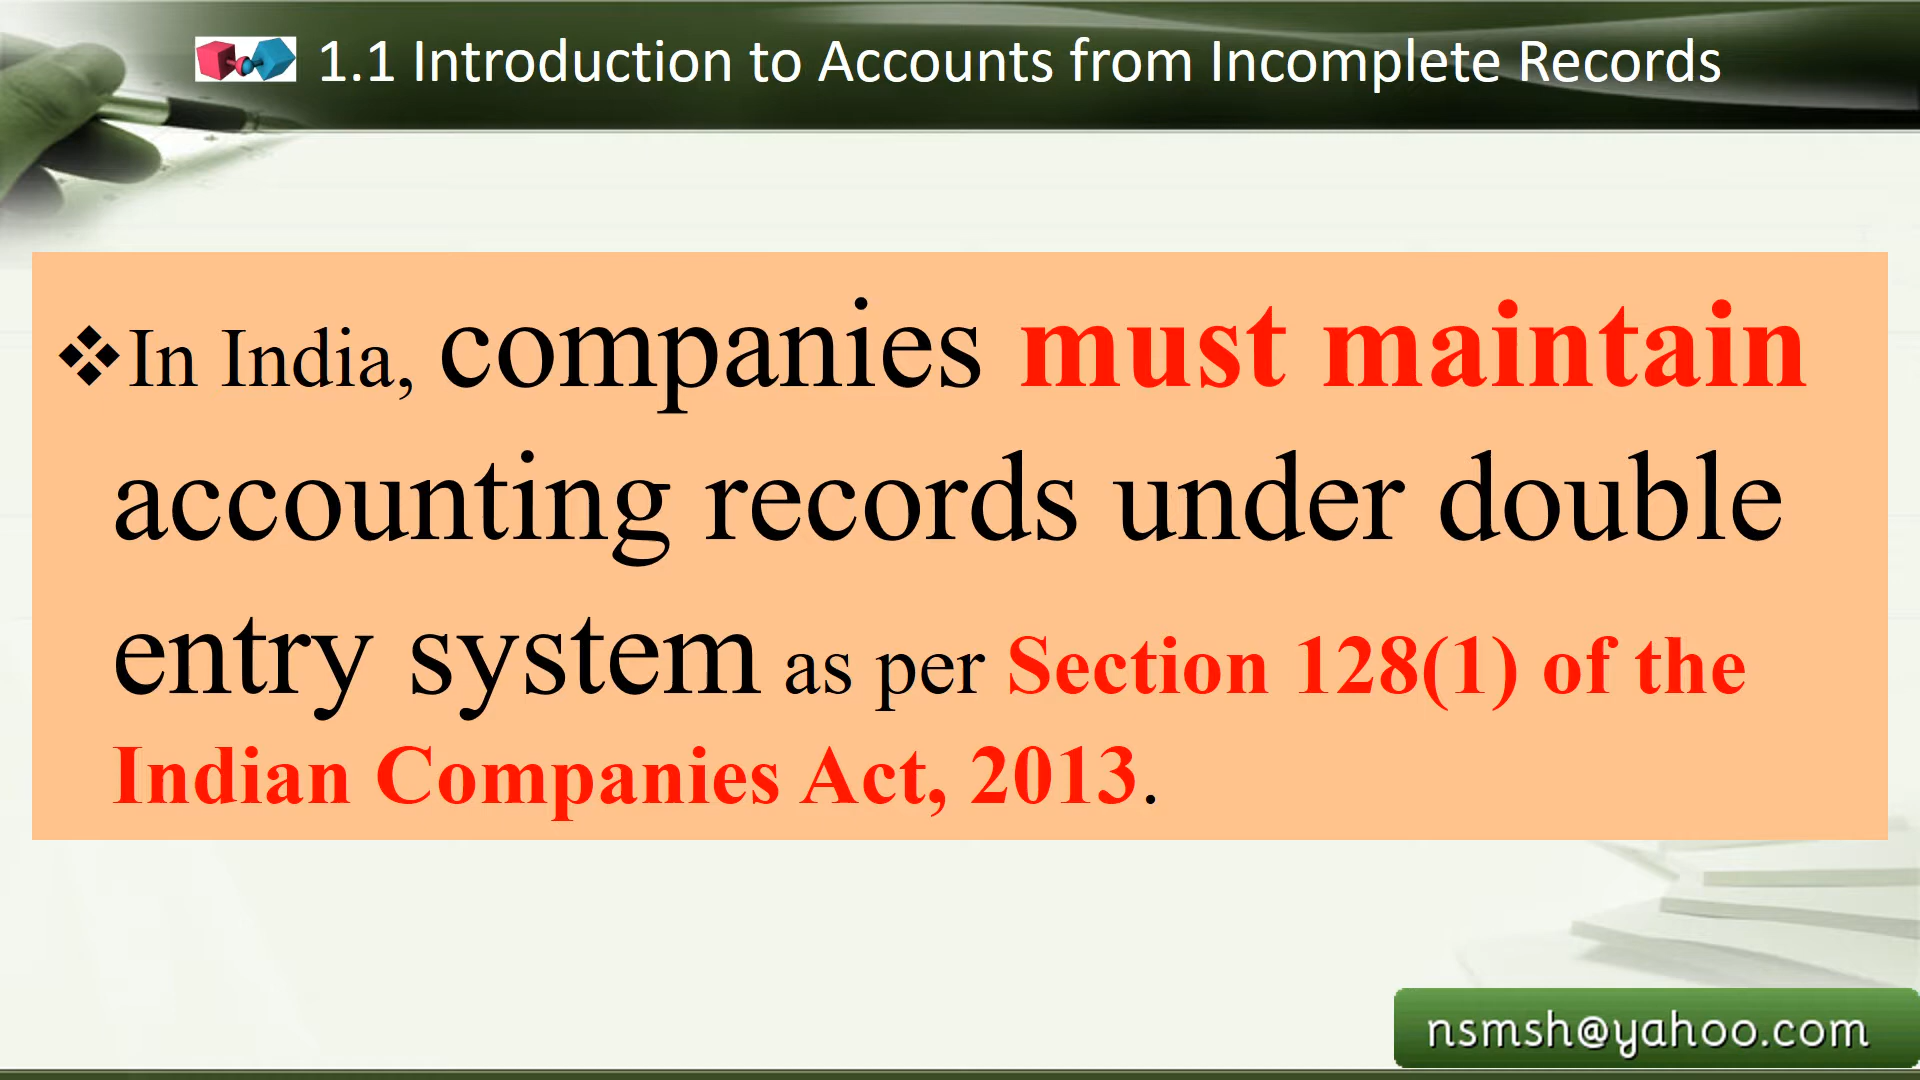 1.1 Introduction to Accounts from Incomplete Records
❖In India, companies must maintain
accounting records under double
entry system as per Section 128(1) of the
Indian Companies Act, 2013.
nsmsh@yahoo.com